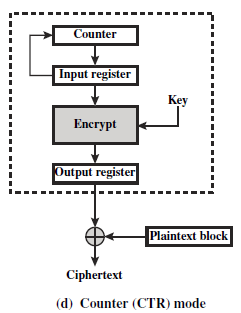 Counter
Input register
Key
Encrypt
Output register
Plaintext block
Ciphertext
(d) Counter (CTR) mode